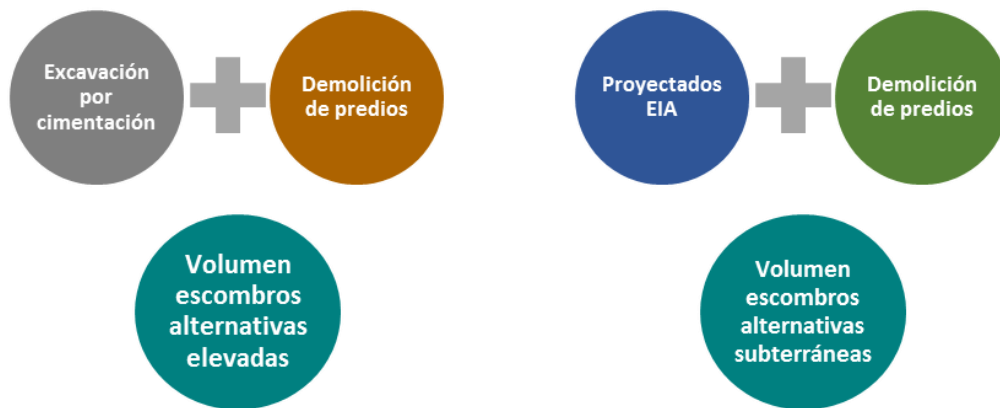 Excavación
por
cimentación
Demolición
de predios
Proyectados
EIA
Demolición
de predios
Volumen
escombros
alternativas
elevadas
Volumen
escombros
alternativas
subterráneas